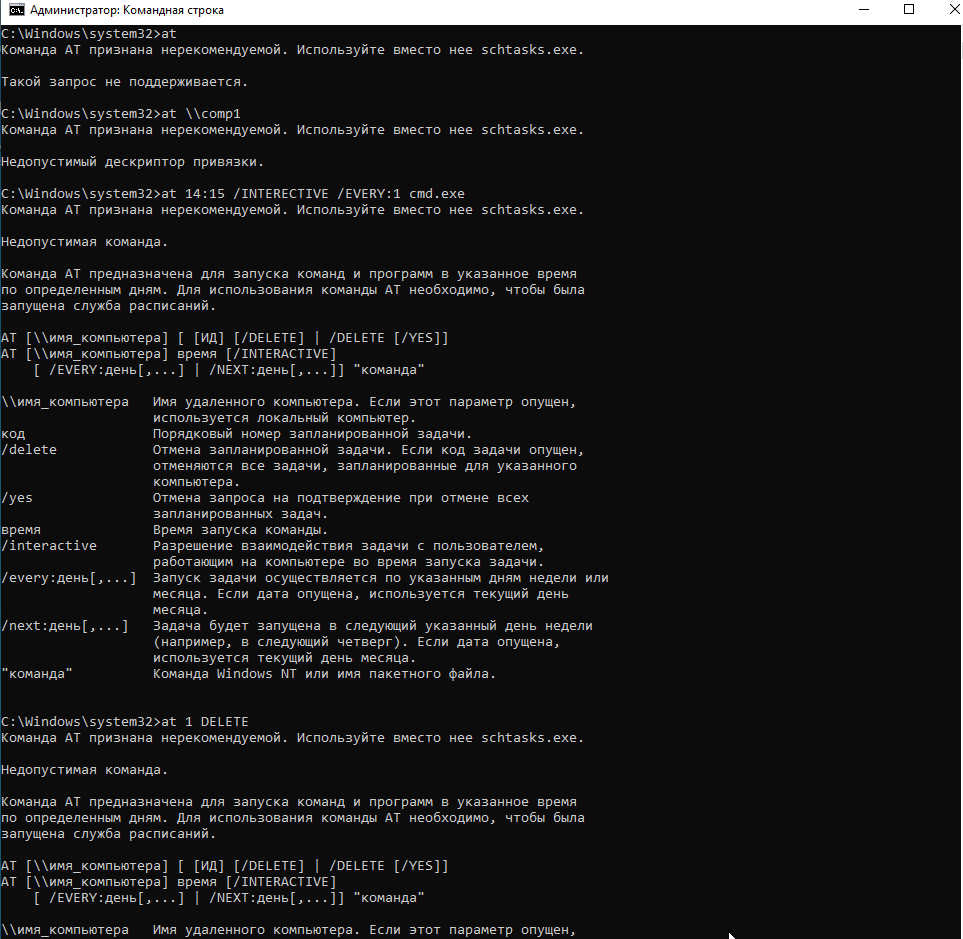 Администратор: Командная строка
C:\Windows\system32>at
Команда AT признана нерекомендуемой. Используйте вместо нее schtasks.exe.
Такой запрос не поддерживается.
C:\Windows\system32>at \\comp1
Команда AT признана нерекомендуемой. Используйте вместо нее schtasks.exe.
Недопустимый дескриптор привязки.
C:\Windows\system32>at 14:15 /INTERECTIVE /EVERY:1 cmd.exe
Команда AT признана нерекомендуемой. Используйте вместо нее schtasks.exe.
Недопустимая команда.
Команда AT предназначена для запуска команд и программ в указанное время
по определенным дням. Для использования команды AT необходимо, чтобы была
запущена служба расписаний.
AT [\\имя_компьютера] [ [ИД] [/DELETE] | /DELETE [/YES]]
AT [\\имя_компьютера] время [/INTERACTIVE]
[ /EVERY:день[,...] | /NEXT:день[,...]] "команда"
\\имя_компьютера Имя удаленного компьютера. Если этот параметр опущен,
используется локальный компьютер.
код Порядковый номер запланированной задачи.
/delete Отмена запланированной задачи. Если код задачи опущен,
отменяются все задачи, запланированные для указанного
компьютера.
/yes Отмена запроса на подтверждение при отмене всех
запланированных задач.
время Время запуска команды.
/interactive Разрешение взаимодействия задачи с пользователем,
работающим на компьютере во время запуска задачи.
/every:день[,...] Запуск задачи осуществляется по указанным дням недели или
месяца. Если дата опущена, используется текущий день
месяца.
/next:день[,...] Задача будет запущена в следующий указанный день недели
(например, в следующий четверг). Если дата опущена,
используется текущий день месяца.
"команда" Команда Windows NT или имя пакетного файла.
C:\Windows\system32>at 1 DELETE
Команда AT признана нерекомендуемой. Используйте вместо нее schtasks.exe.
Недопустимая команда.
Команда AT предназначена для запуска команд и программ в указанное время
по определенным дням. Для использования команды AT необходимо, чтобы была
запущена служба расписаний.
AT [\\имя_компьютера] [ [ИД] [/DELETE] | /DELETE [/YES]]
AT [\\имя_компьютера] время [/INTERACTIVE]
[ /EVERY:день[,...] | /NEXT:день[,...]] "команда"
\\имя_компьютера Имя удаленного компьютера. Если этот параметр опущен,